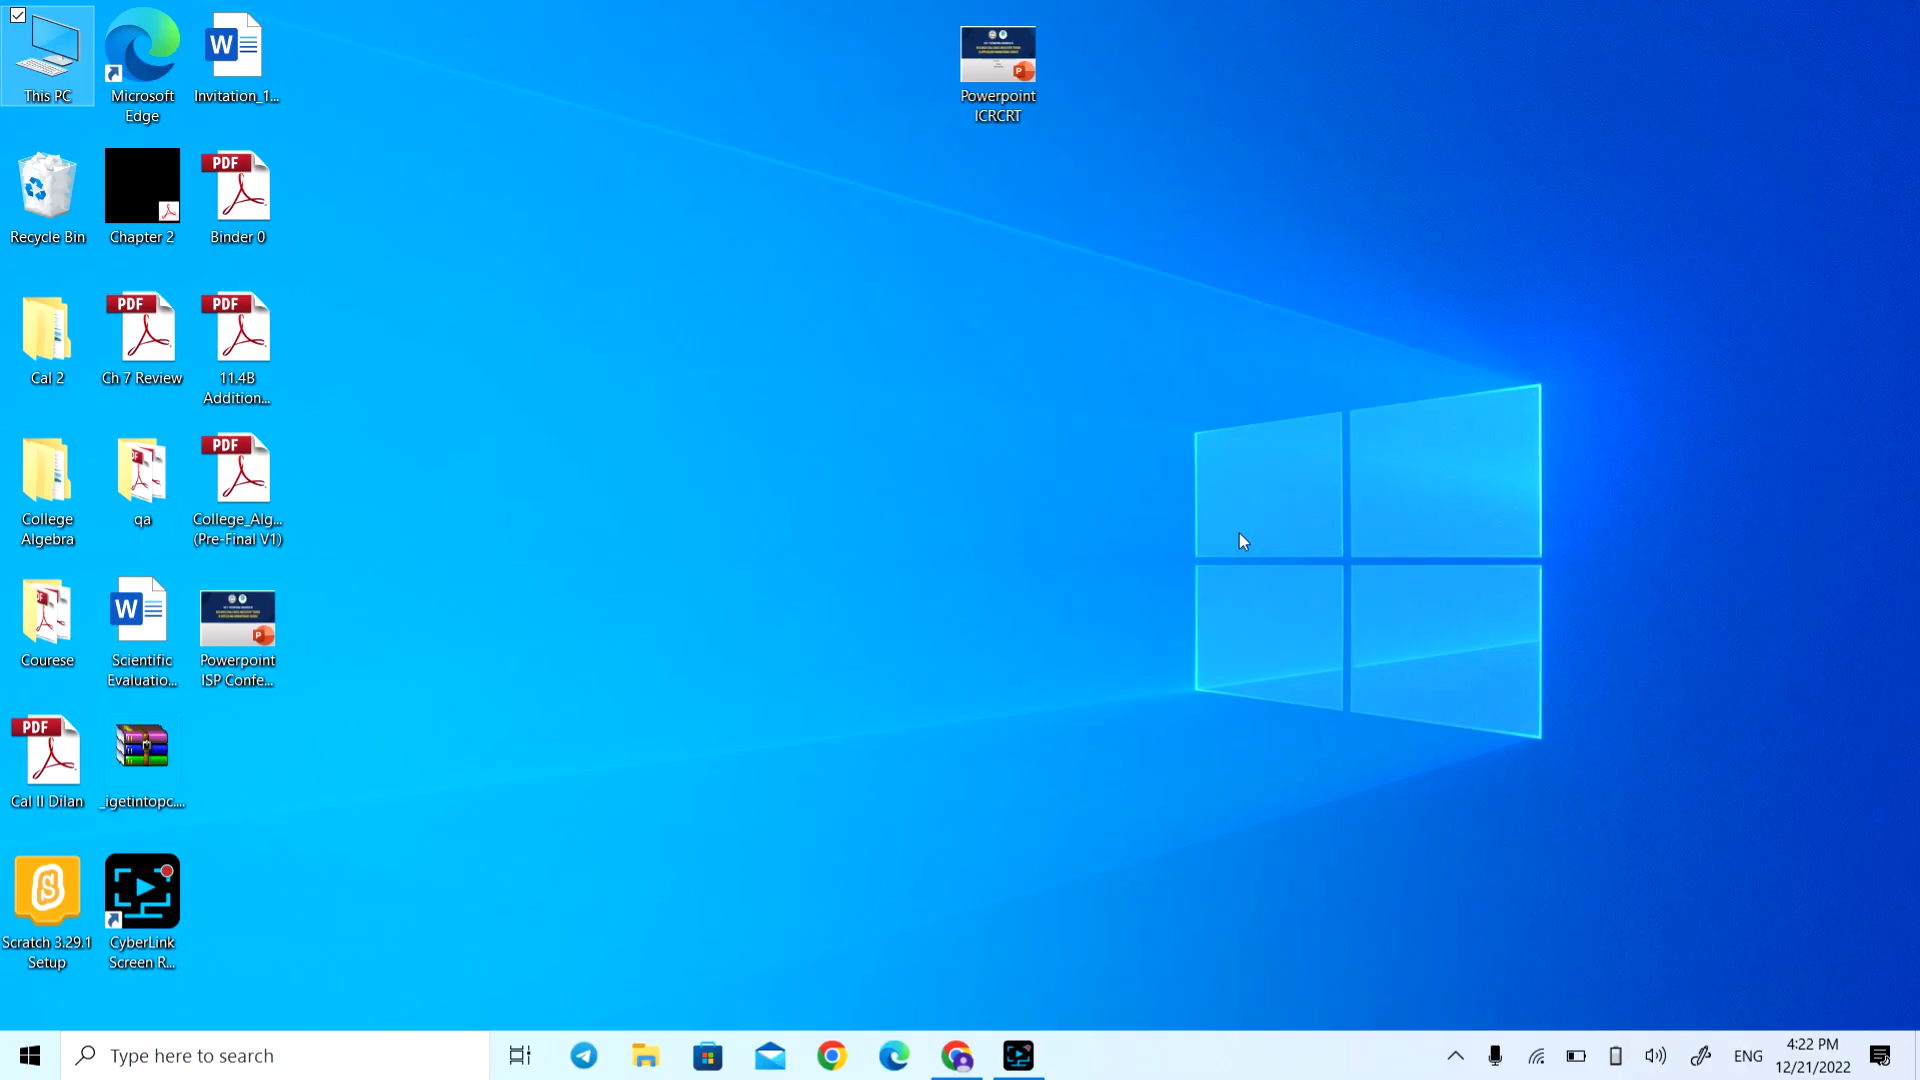 This PC
Microsoft
Edge
Invitation_1...
Powerpoint
ICRCRT
Recycle Bin
Chapter 2
PDF
Binder 0
Cal 2
PDF
Ch 7 Review
PDF
11.4B
Addition...
College
Algebra
qa
PDF
College_Alg...
(Pre-Final V1)
Courese
Scientific
Evaluatio...
Powerpoint
ISP Confe...
PDF
Cal II Dilan
_igetintopc....
Scratch 3.29.1
Setup
CyberLink
Screen R...
Type here to search
ENG
4:22 PM
12/21/2022